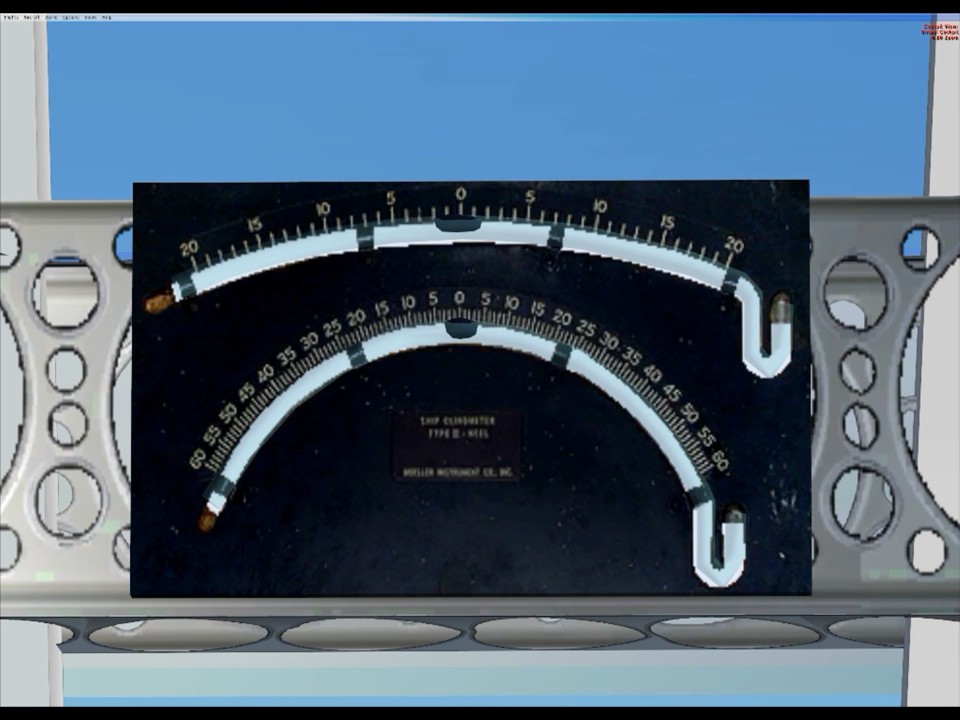 20 15 10 5 0 5 10 15 20
60 55 50 45 40 35 30 25 20 15 10 5 0 5 10 15 20 25 30 35 40 45 50 55 60
SHIP CLINOMETER
TYPE II - HEEL
MOELLER INSTRUMENT CO., INC.